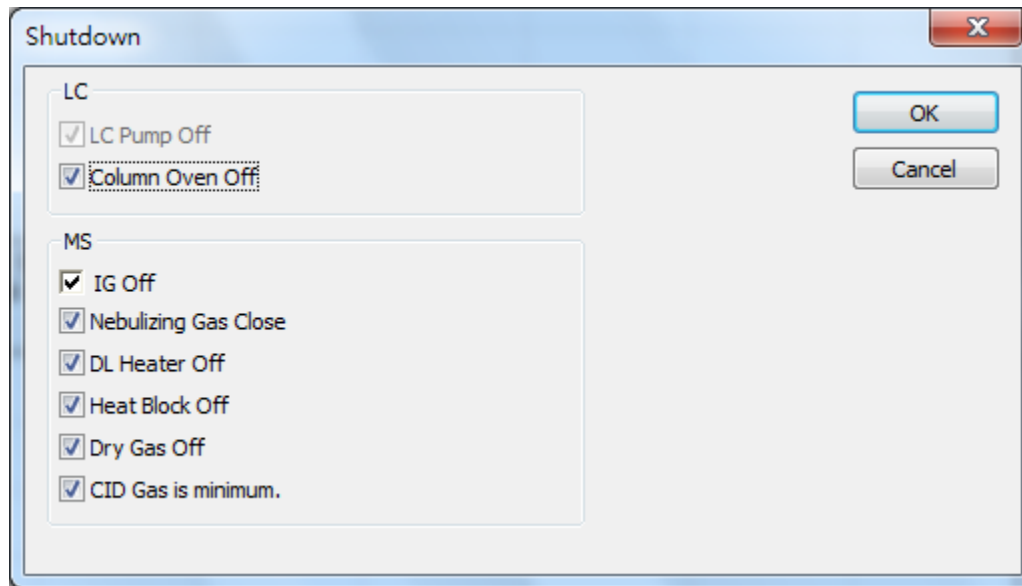 Shutdown
LC
LC Pump Off
Column Oven Off
OK
Cancel
MS
IG Off
Nebulizing Gas Close
DL Heater Off
Heat Block Off
Dry Gas Off
CID Gas is minimum.